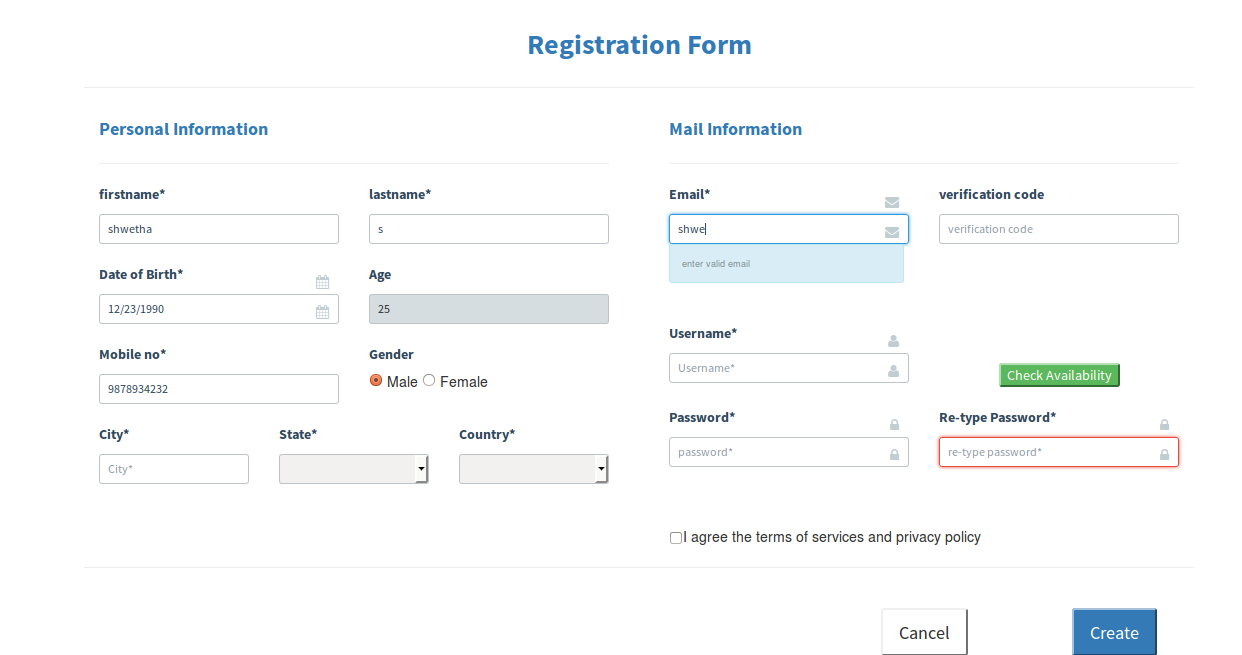 Registration Form
Personal Information
firstname*
lastname*
shwetha
s
Date of Birth*
Age
12/23/1990
25
Mobile no*
Gender
9878934232
Male
Female
City*
State*
Country*
City*
Mail Information
Email*
verification code
shwe
verification code
enter valid email
Username*
Username*
Check Availability
Password*
Re-type Password*
password*
re-type password*
I agree the terms of services and privacy policy
Cancel
Create